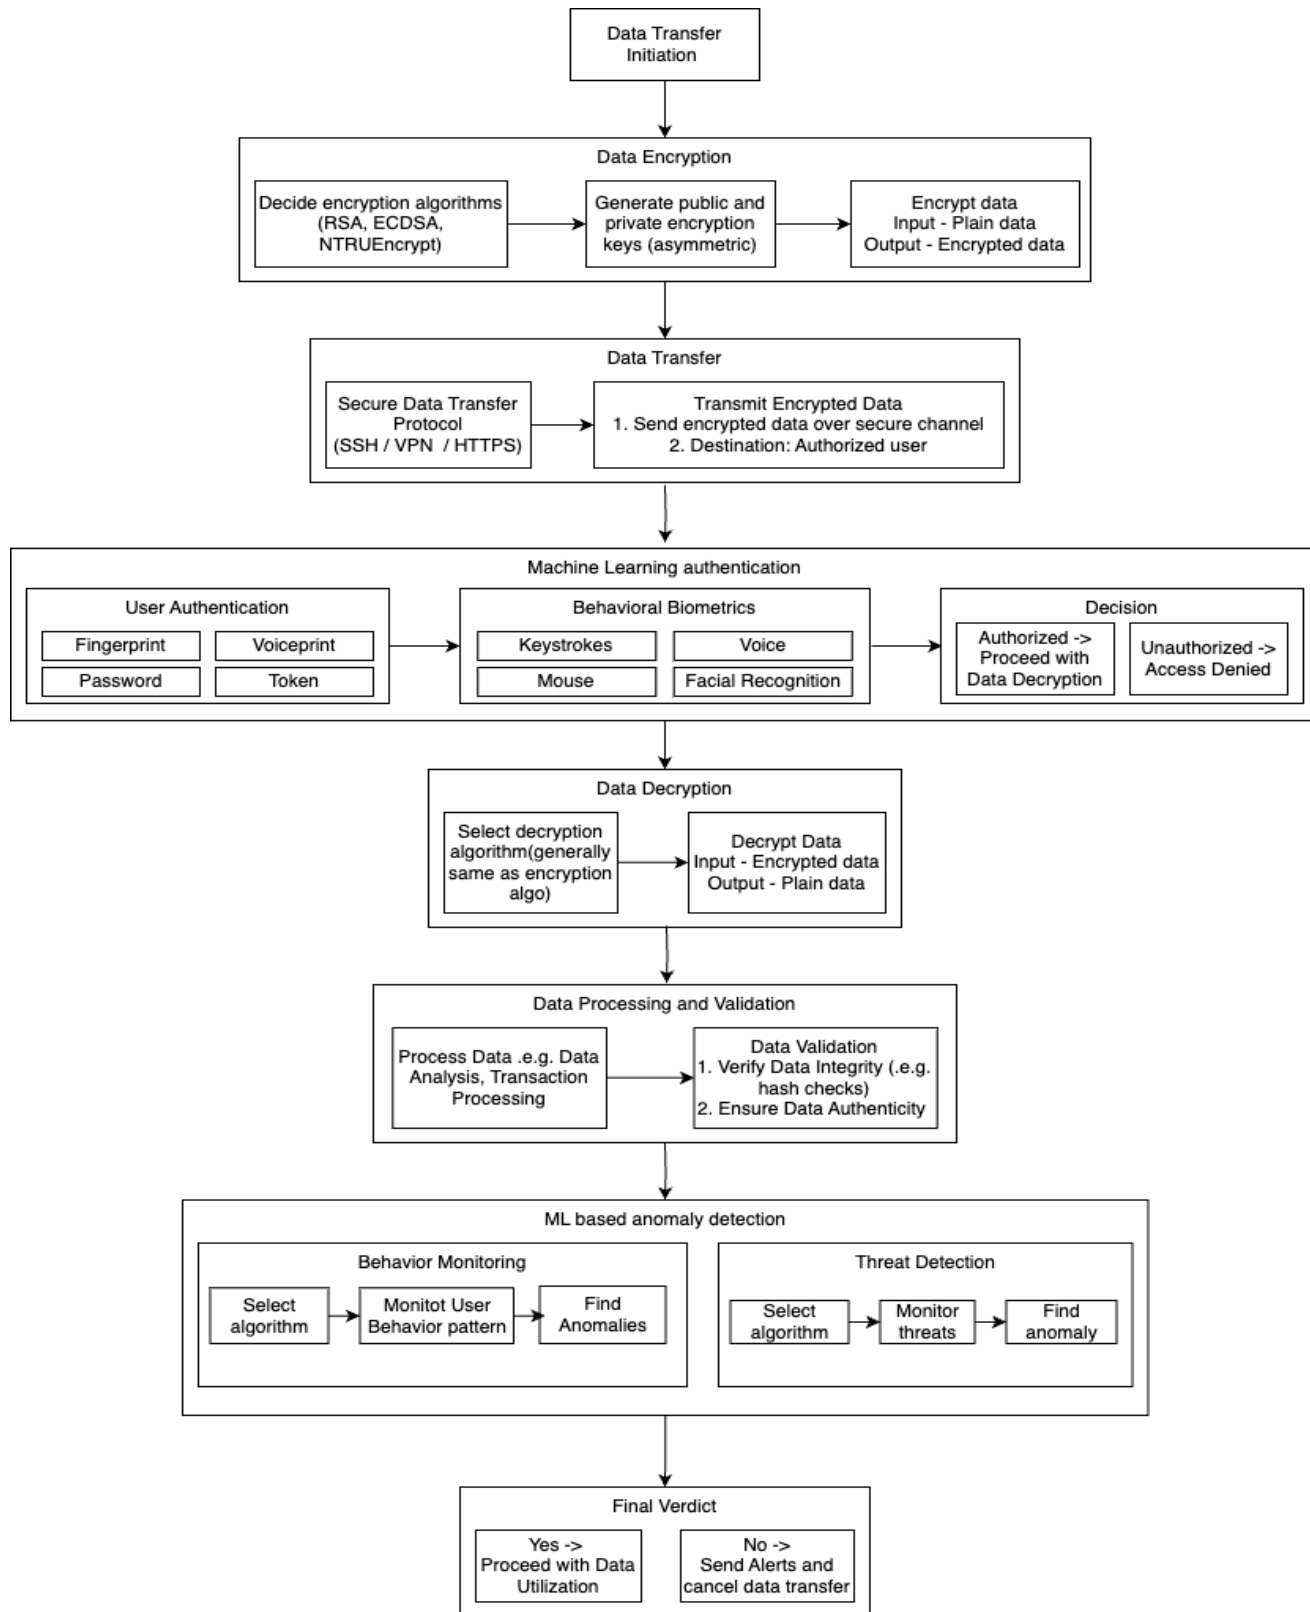 Data Transfer
Initiation
Data Encryption
Decide encryption algorithms
(RSA, ECDSA,
NTRUEncrypt)
Generate public and
private encryption
keys (asymmetric)
Encrypt data
Input - Plain data
Output - Encrypted data
Data Transfer
Secure Data Transfer
Protocol
(SSH / VPN / HTTPS)
Transmit Encrypted Data
1. Send encrypted data over secure channel
2. Destination: Authorized user
Machine Learning authentication
User Authentication
Fingerprint
Voiceprint
Password
Token
Behavioral Biometrics
Keystrokes
Voice
Mouse
Facial Recognition
Decision
Authorized ->
Proceed with
Data Decryption
Unauthorized ->
Access Denied
Data Decryption
Select decryption
algorithm(generally
same as encryption
algo)
Decrypt Data
Input - Encrypted data
Output - Plain data
Data Processing and Validation
Process Data .e.g. Data
Analysis, Transaction
Processing
Data Validation
1. Verify Data Integrity (.e.g.
hash checks)
2. Ensure Data Authenticity
ML based anomaly detection
Behavior Monitoring
Select
algorithm
Monitot User
Behavior pattern
Find
Anomalies
Threat Detection
Select
algorithm
Monitor
threats
Find
anomaly
Final Verdict
Yes ->
Proceed with Data
Utilization
No ->
Send Alerts and
cancel data transfer